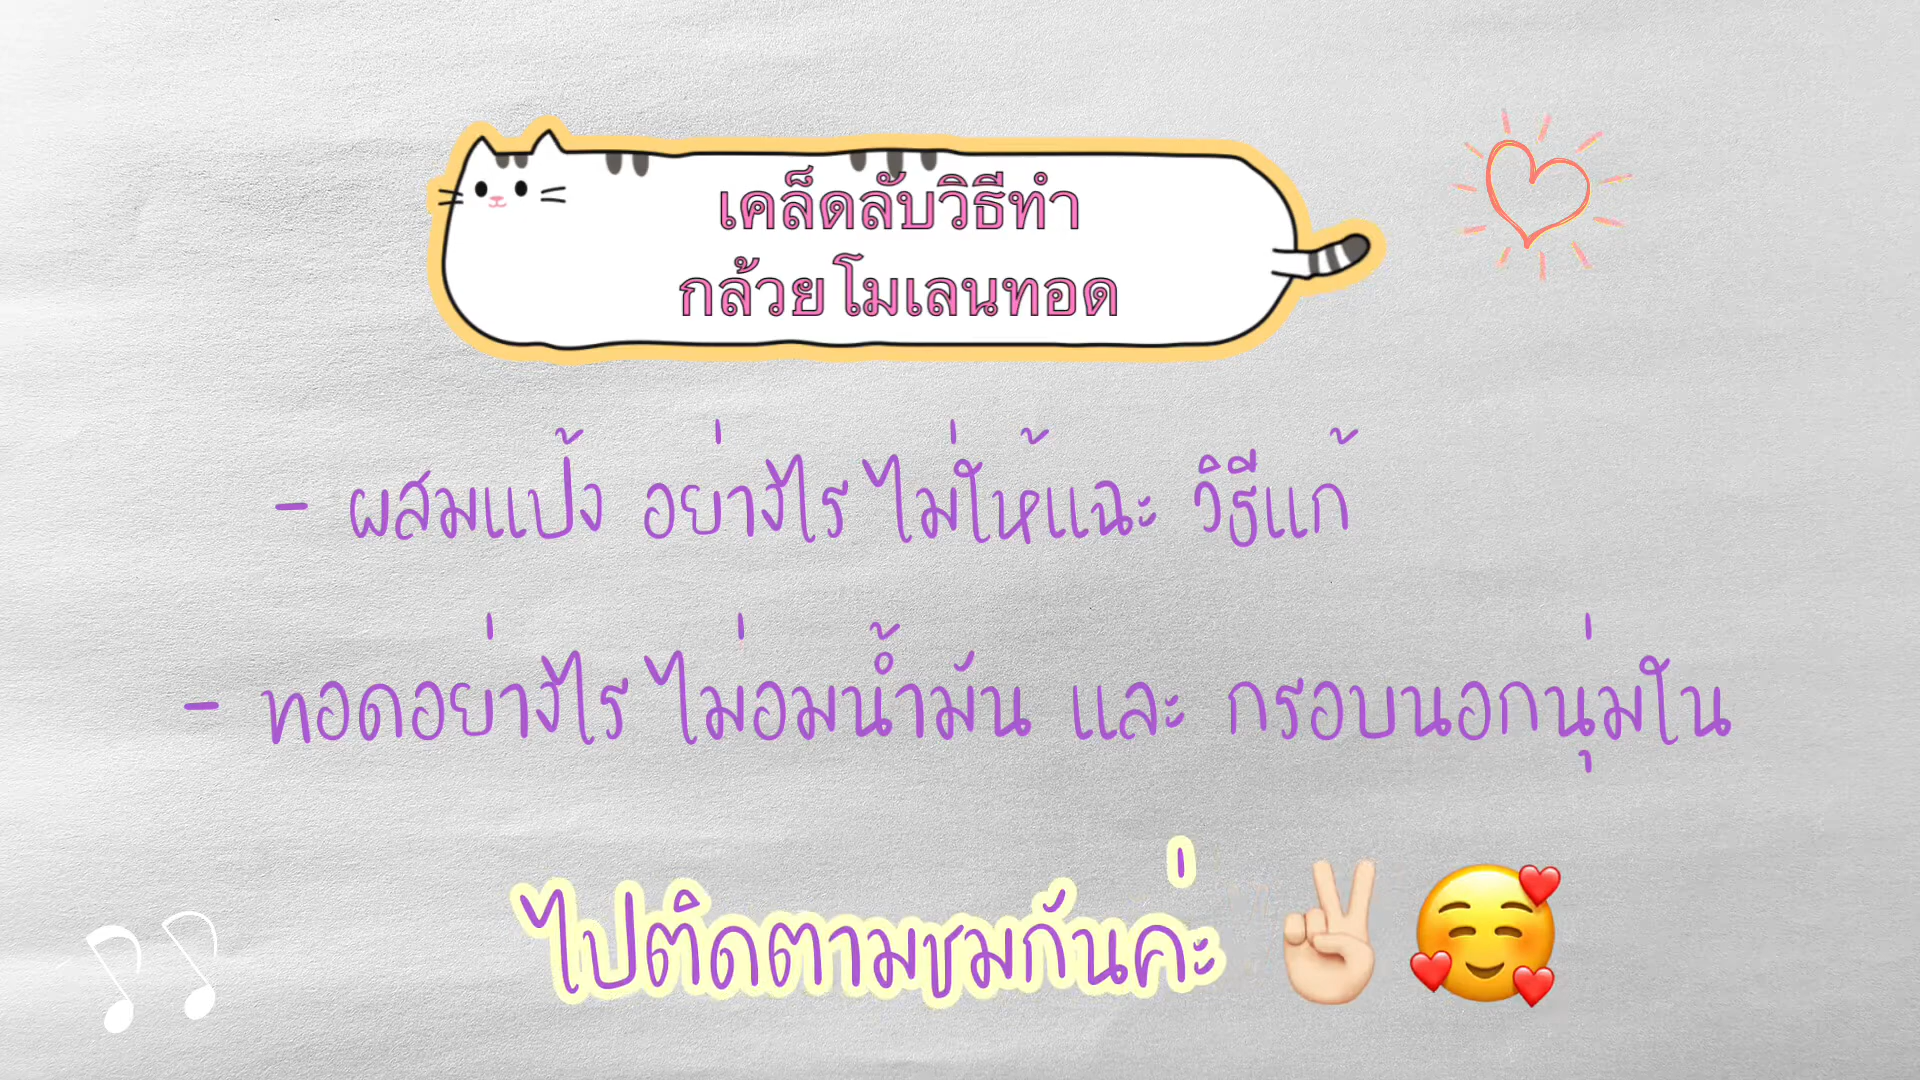 เคล็ดลับวิธีทำ
กล้วยโมเลนทอด
- ผสมแป้ง อย่างไร ไม่ให้แฉะ วิธีแก้
- ทอดอย่างไร ไม่อมน้ำมัน และ กรอบนอกนุ่มใน
ไปติดตามชมกันค่ะ ✌🏻🥰